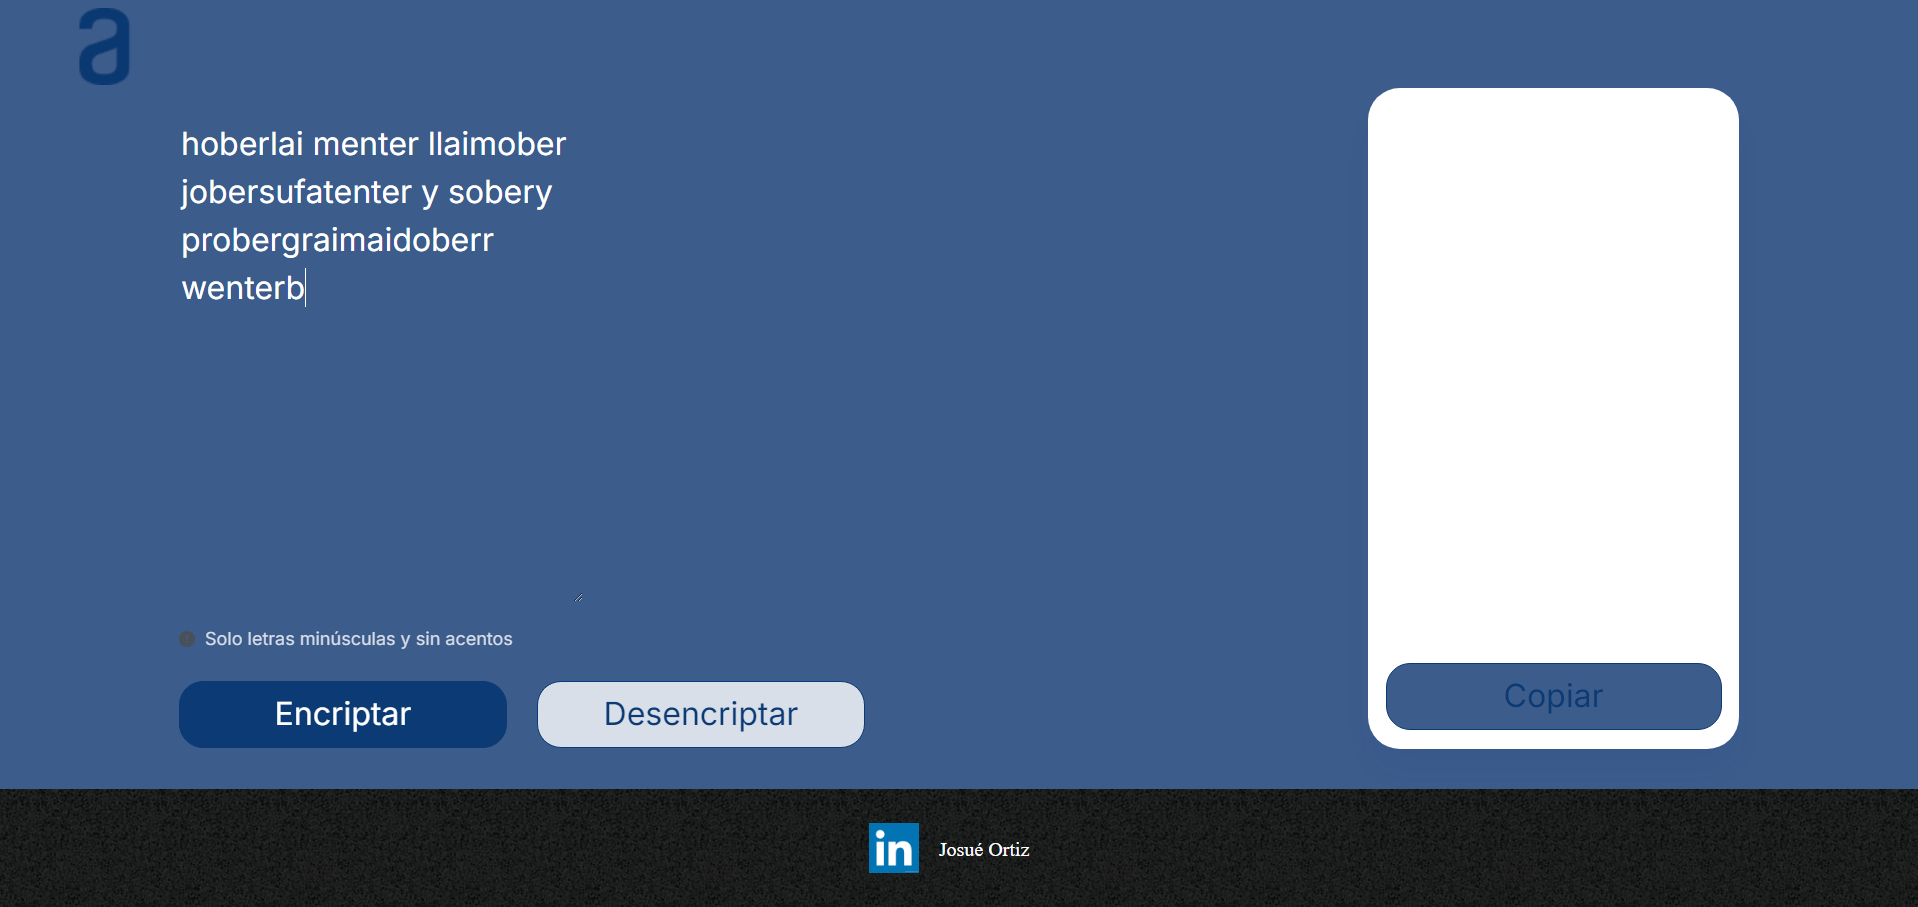 a
hoberlai menter llaimober
jobersufatenter y sobery
probergraimaidoberr
wenterb
Solo letras minúsculas y sin acentos
Encriptar
Desencriptar
Copiar
in
Josué Ortiz